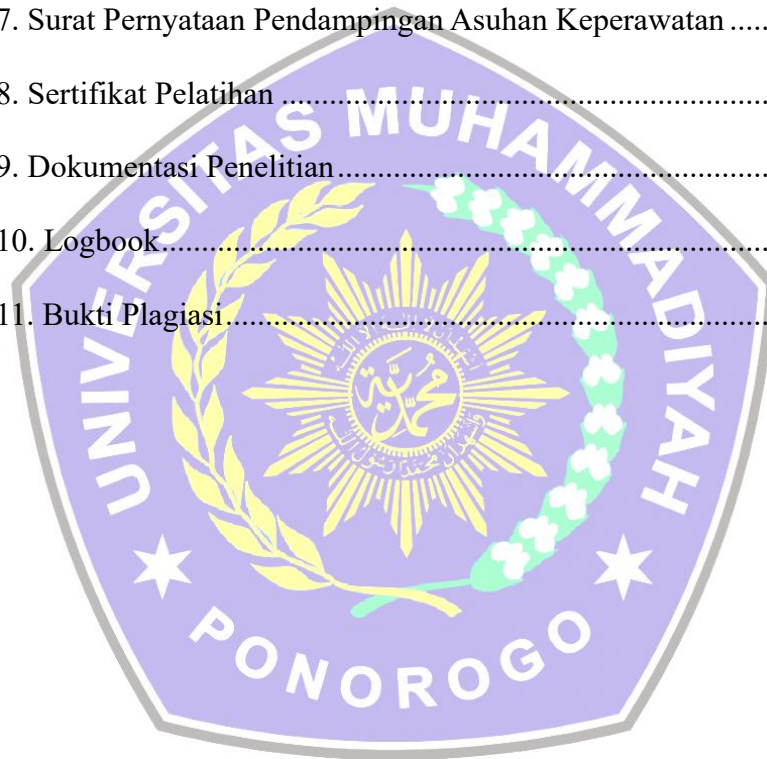 7. Surat Pernyataan Pendampingan Asuhan Keperawatan .....
8. Sertifikat Pelatihan ......................................................................
9. Dokumentasi Penelitian ..............................................................
10. Logbook ...................................................................................
11. Bukti Plagiasi ...........................................................................
UNIVERSITAS MUHAMMADIYAH
محمدية
PONOROGO